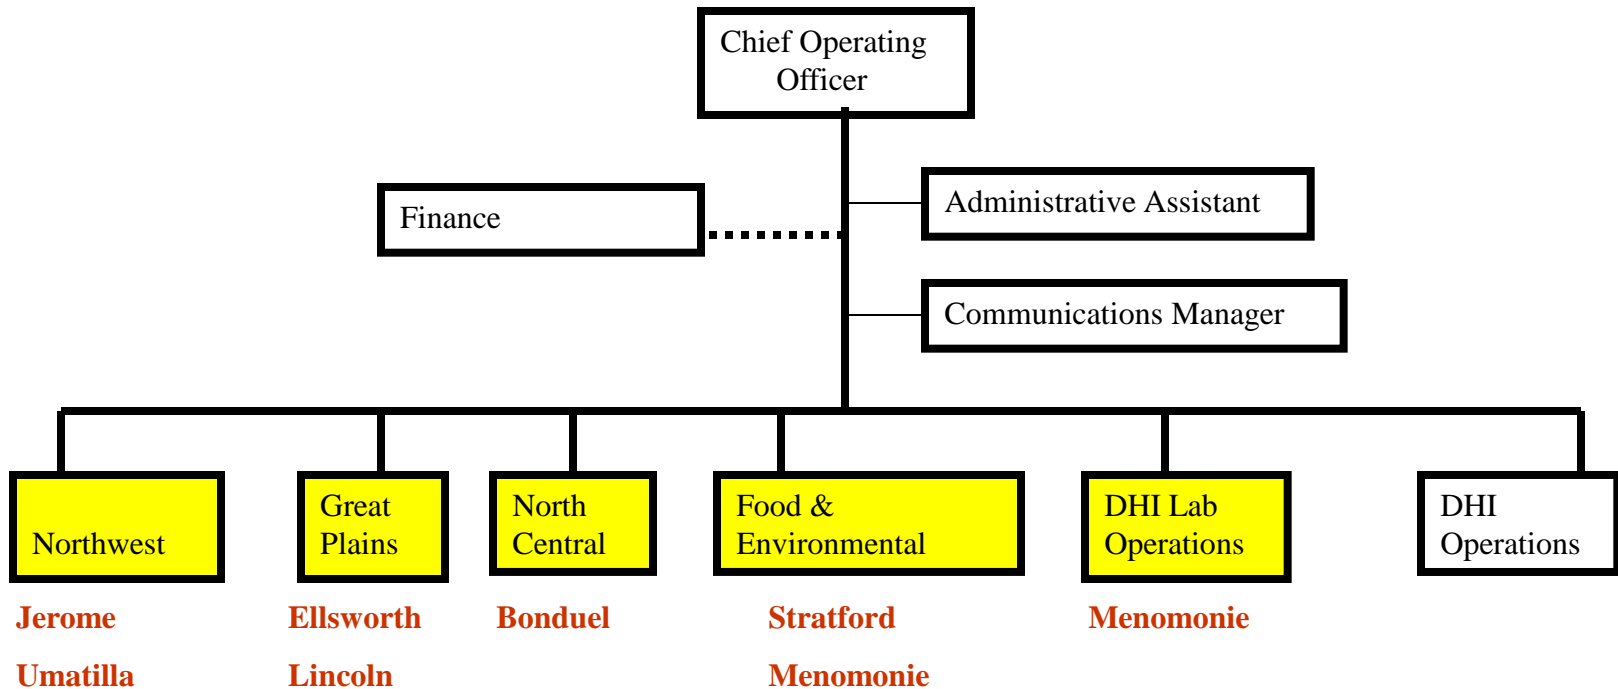 Chief Operating
Officer
Finance
Administrative Assistant
Communications Manager
Northwest
Great
Plains
North
Central
Food &
Environmental
DHI Lab
Operations
DHI
Operations
Jerome
Umatilla
Ellsworth
Lincoln
Bonduel
Stratford
Menomonie
Menomonie